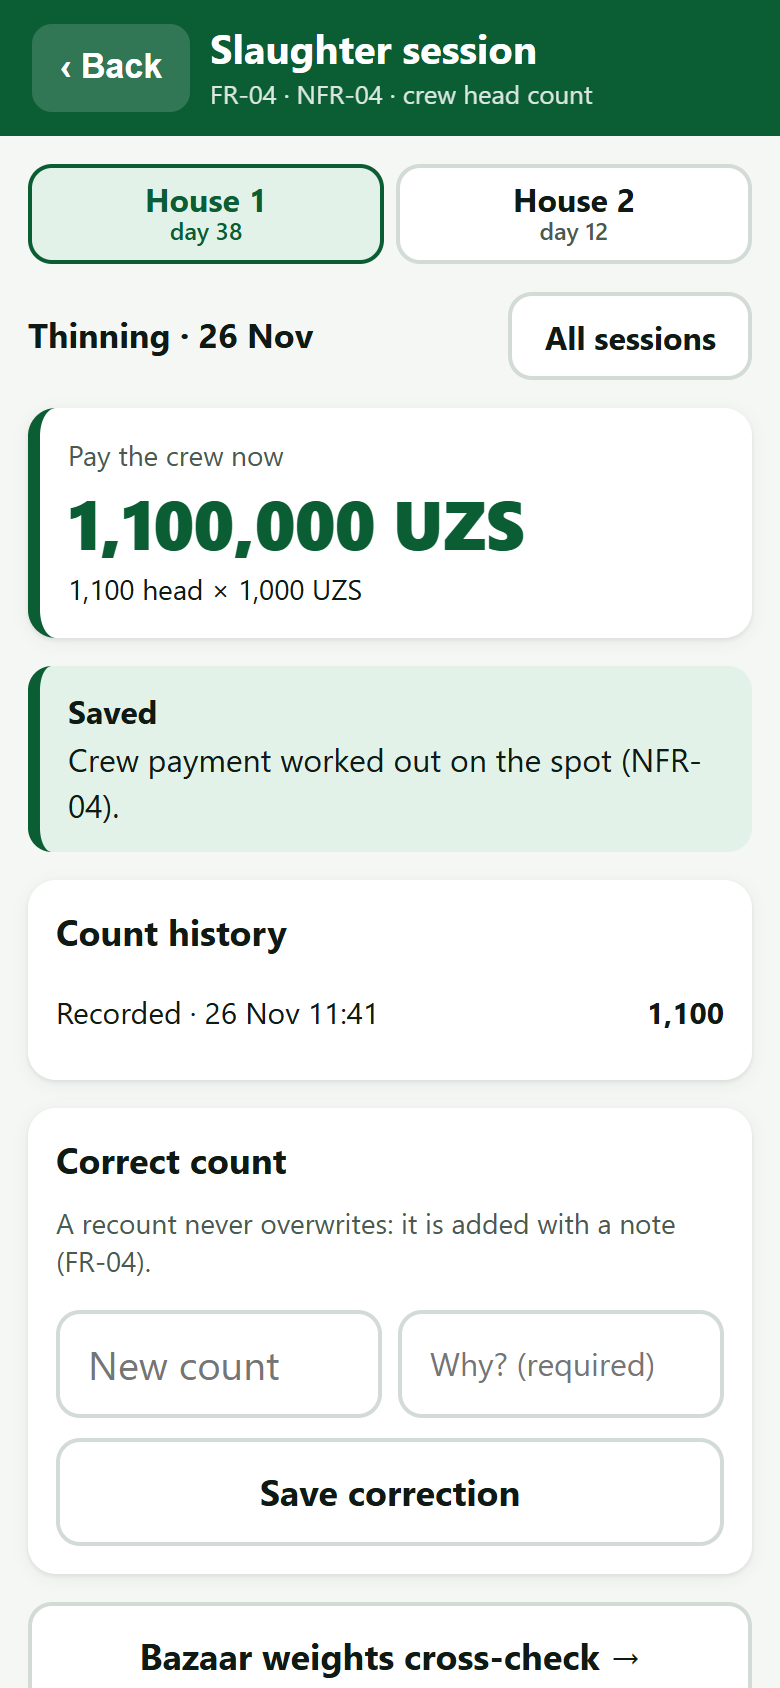 ‹ Back
Slaughter session
FR-04 · NFR-04 · crew head count
House 1
day 38
House 2
day 12
Thinning · 26 Nov
All sessions
Pay the crew now
1,100,000 UZS
1,100 head × 1,000 UZS
Saved
Crew payment worked out on the spot (NFR-
04).
Count history
Recorded · 26 Nov 11:41
1,100
Correct count
A recount never overwrites: it is added with a note
(FR-04).
New count
Why? (required)
Save correction
Bazaar weights cross-check →